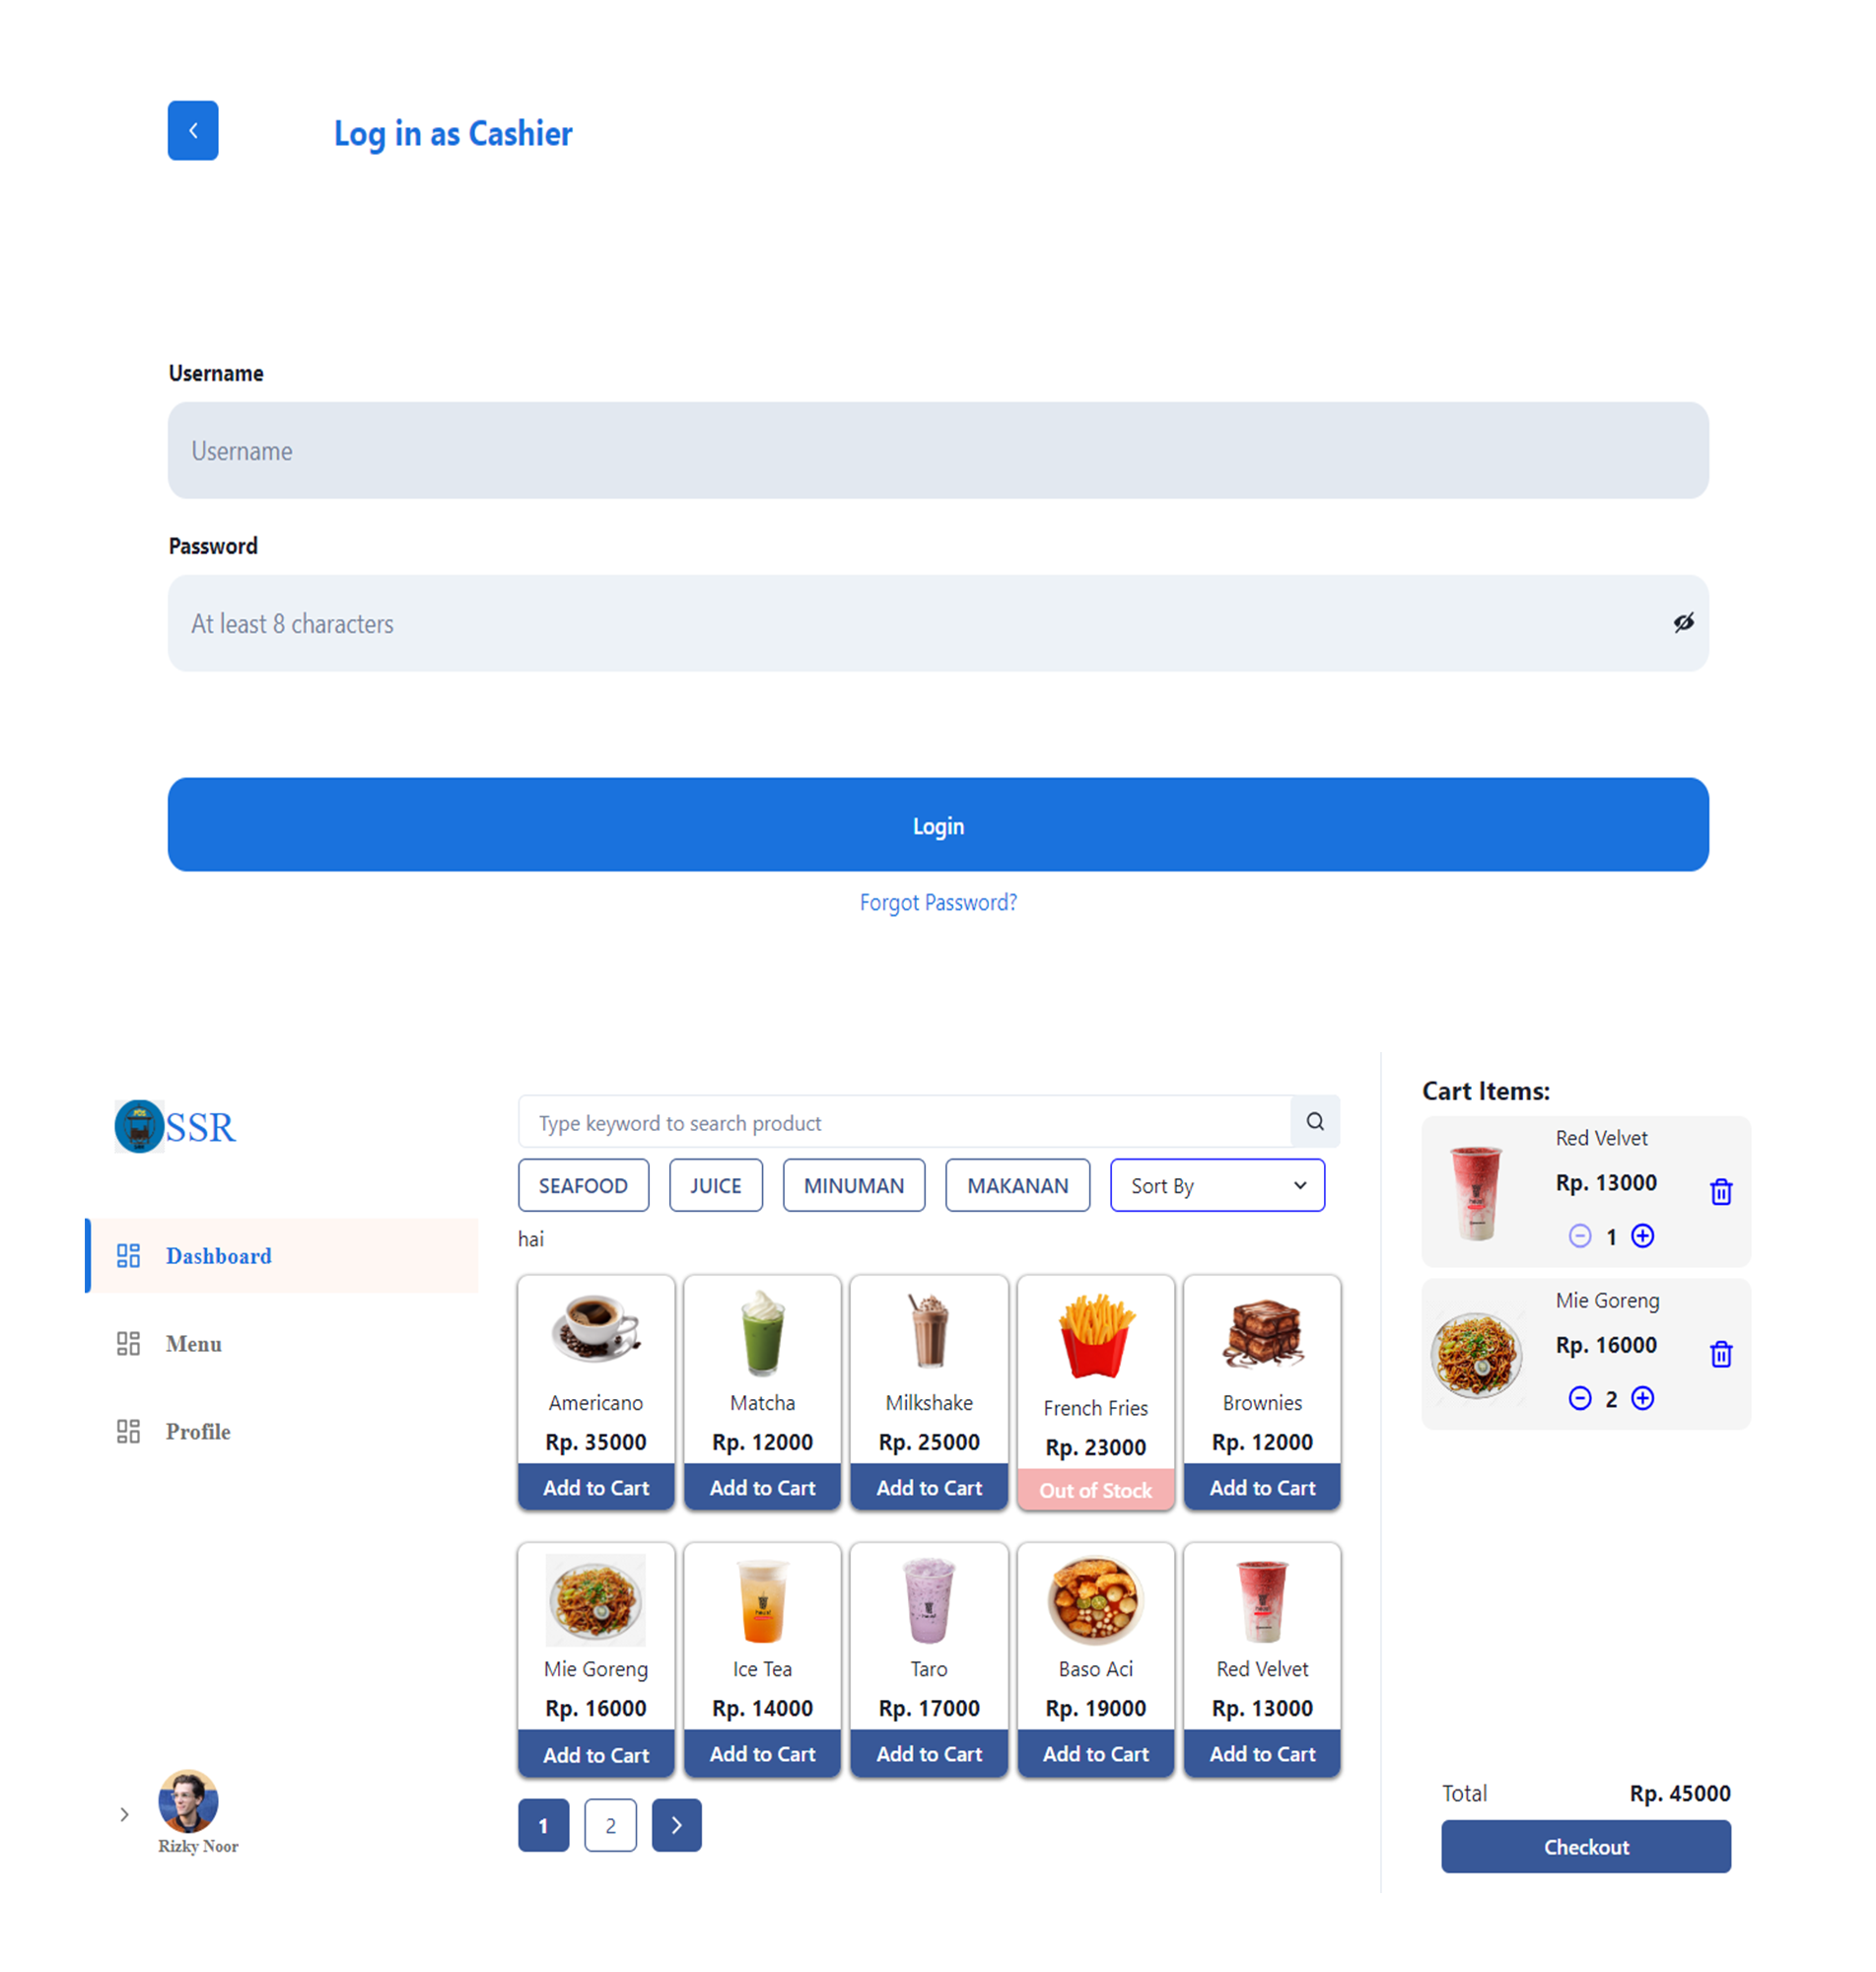 Log in as Cashier
Username
Username
Password
At least 8 characters
Login
Forgot Password?
SSR
Dashboard
Menu
Profile
Rizky Noor
Type keyword to search product
SEAFOOD JUICE MINUMAN MAKANAN Sort By
hai
Americano Matcha Milkshake French Fries Brownies
Rp. 35000 Rp. 12000 Rp. 25000 Rp. 23000 Rp. 12000
Add to Cart Add to Cart Add to Cart Out of Stock Add to Cart
Mie Goreng Ice Tea Taro Baso Aci Red Velvet
Rp. 16000 Rp. 14000 Rp. 17000 Rp. 19000 Rp. 13000
Add to Cart Add to Cart Add to Cart Add to Cart Add to Cart
1 2
Cart Items:
Red Velvet
Rp. 13000
1
Mie Goreng
Rp. 16000
2
Total Rp. 45000
Checkout